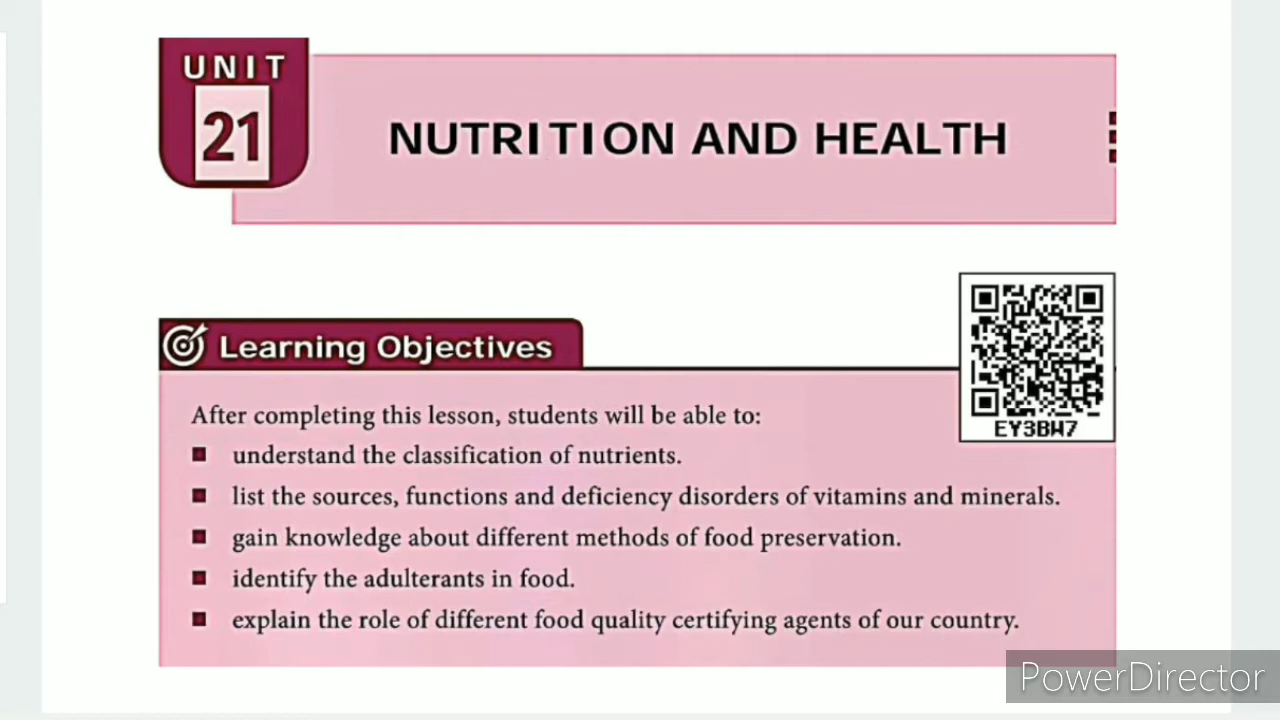 UNIT
21
NUTRITION AND HEALTH
EY3BW7
Learning Objectives
After completing this lesson, students will be able to:
understand the classification of nutrients.
list the sources, functions and deficiency disorders of vitamins and minerals.
gain knowledge about different methods of food preservation.
identify the adulterants in food.
explain the role of different food quality certifying agents of our country.
PowerDirector